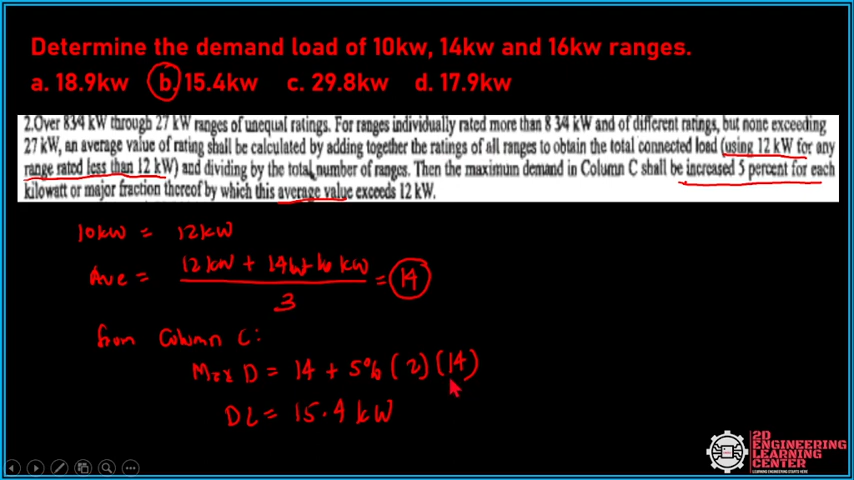 Determine the demand load of 10kw, 14kw and 16kw ranges.
a. 18.9kw b. 15.4kw c. 29.8kw d. 17.9kw
2.Over 83⁄4 kW through 27 kW ranges of unequal ratings. For ranges individually rated more than 8 3⁄4 kW and of different ratings, but none exceeding
27 kW, an average value of rating shall be calculated by adding together the ratings of all ranges to obtain the total connected load (using 12 kW for any
range rated less than 12 kW) and dividing by the total number of ranges. Then the maximum demand in Column C shall be increased 5 percent for each
kilowatt or major fraction thereof by which this average value exceeds 12 kW.
10kw = 12kW
Ave = 12kW + 14W + 16 kW / 3 = 14
from Column C:
Max D = 14 + 5% (2) (14)
DL = 15.4 kW
2D
ENGINEERING
LEARNING
CENTER
LEARNING ENGINEERING STARTS HERE